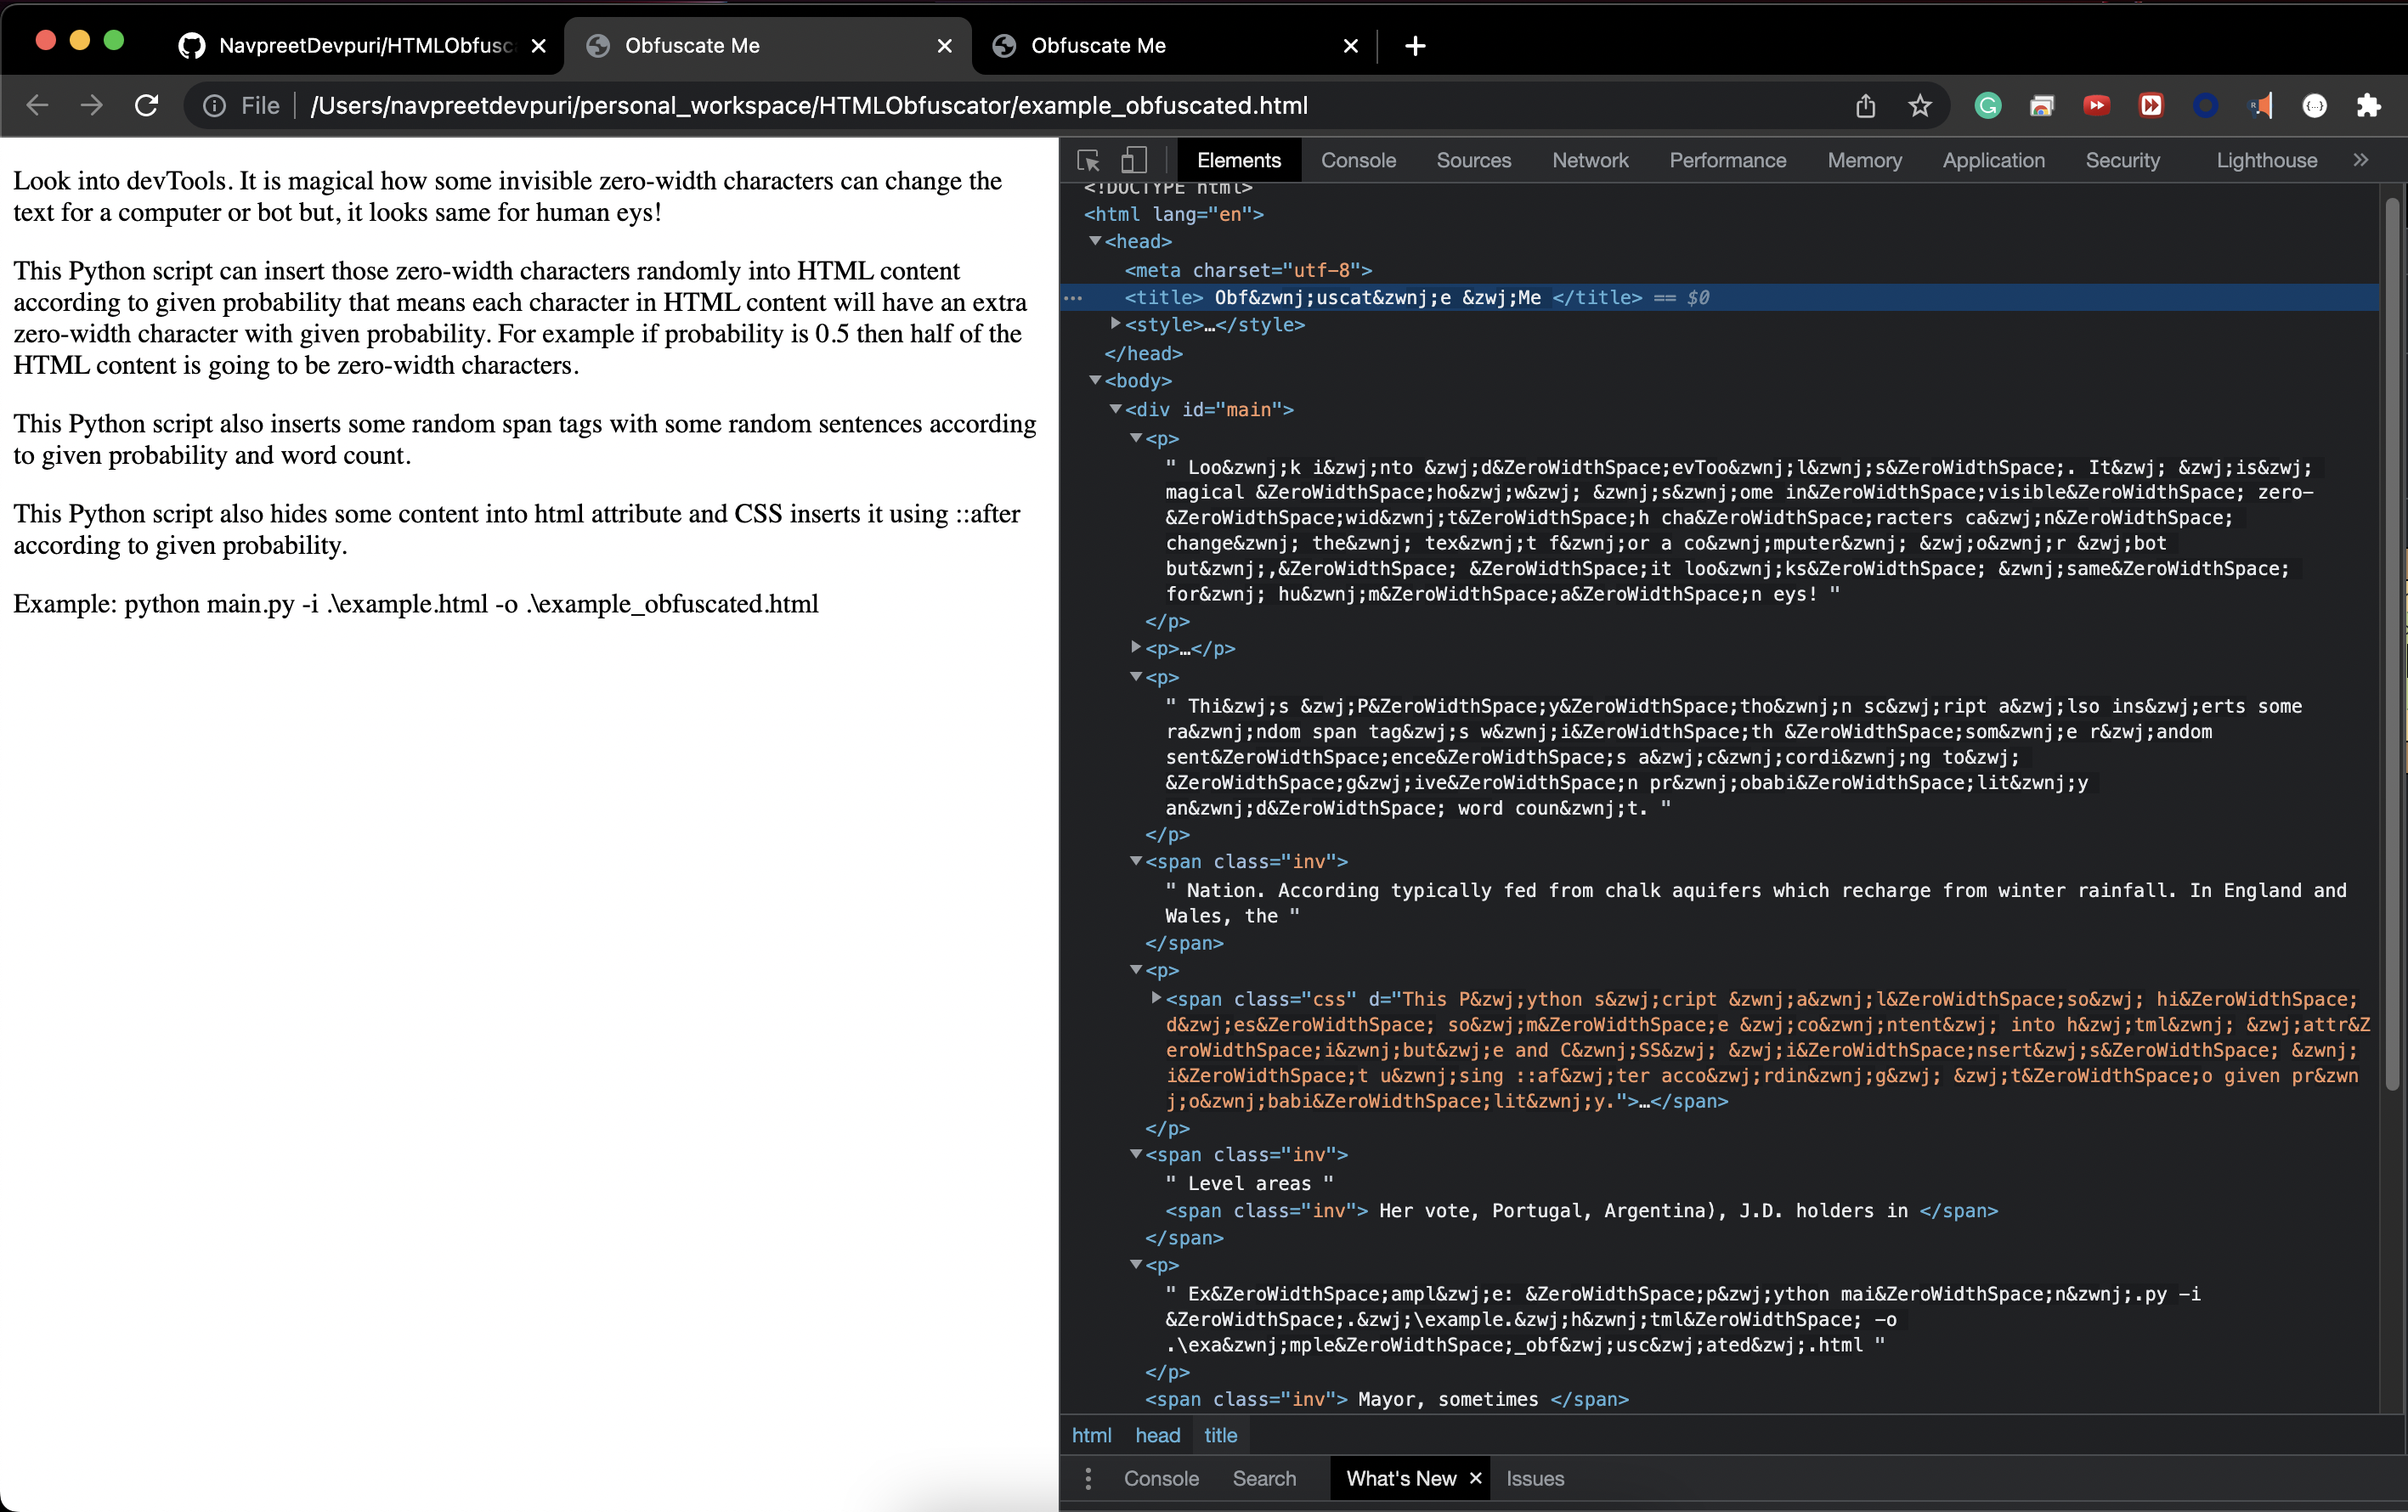 NavpreetDevpuri/HTMLObfusc
Obfuscate Me
Obfuscate Me
File
/Users/navpreetdevpuri/personal_workspace/HTMLObfuscator/example_obfuscated.html
Look into devTools. It is magical how some invisible zero-width characters can change the
text for a computer or bot but, it looks same for human eys!
This Python script can insert those zero-width characters randomly into HTML content
according to given probability that means each character in HTML content will have an extra
zero-width character with given probability. For example if probability is 0.5 then half of the
HTML content is going to be zero-width characters.
This Python script also inserts some random span tags with some random sentences according
to given probability and word count.
This Python script also hides some content into html attribute and CSS inserts it using ::after
according to given probability.
Example: python main.py -i .\example.html -o .\example_obfuscated.html
Elements Console Sources Network Performance Memory Application Security Lighthouse »
<!DOCTYPE html>
<html lang="en">
<head>
<meta charset="utf-8">
<title> Obf&zwnj;uscat&zwnj;e &zwj;Me </title> == $0
<style>…</style>
</head>
<body>
<div id="main">
<p>
" Loo&zwnj;k i&zwj;nto &zwj;d&ZeroWidthSpace;evToo&zwnj;l&zwnj;s&ZeroWidthSpace;. It&zwj; &zwj;is&zwj;
magical &ZeroWidthSpace;ho&zwj;w&zwj; &zwnj;s&zwnj;ome in&ZeroWidthSpace;visible&ZeroWidthSpace; zero-
&ZeroWidthSpace;wid&zwnj;t&ZeroWidthSpace;h cha&ZeroWidthSpace;racters ca&zwj;n&ZeroWidthSpace;
change&zwnj; the&zwnj; tex&zwnj;t f&zwnj;or a co&zwnj;mputer&zwnj; &zwj;o&zwnj;r &zwj;bot
but&zwnj;,&ZeroWidthSpace; &ZeroWidthSpace;it loo&zwnj;ks&ZeroWidthSpace; &zwnj;same&ZeroWidthSpace;
for&zwnj; hu&zwnj;m&ZeroWidthSpace;a&ZeroWidthSpace;n eys! "
</p>
<p>…</p>
<p>
" Thi&zwj;s &zwj;P&ZeroWidthSpace;y&ZeroWidthSpace;tho&zwnj;n sc&zwj;ript a&zwj;lso ins&zwj;erts some
ra&zwnj;ndom span tag&zwj;s w&zwnj;i&ZeroWidthSpace;th &ZeroWidthSpace;som&zwnj;e r&zwj;andom
sent&ZeroWidthSpace;ence&ZeroWidthSpace;s a&zwj;c&zwnj;cordi&zwnj;ng to&zwj;
&ZeroWidthSpace;g&zwj;ive&ZeroWidthSpace;n pr&zwnj;obabi&ZeroWidthSpace;lit&zwnj;y
an&zwnj;d&ZeroWidthSpace; word coun&zwnj;t. "
</p>
<span class="inv">
" Nation. According typically fed from chalk aquifers which recharge from winter rainfall. In England and
Wales, the "
</span>
<p>
<span class="css" d="This P&zwj;ython s&zwj;cript &zwnj;a&zwnj;l&ZeroWidthSpace;so&zwj; hi&ZeroWidthSpace;
d&zwj;es&ZeroWidthSpace; so&zwj;m&ZeroWidthSpace;e &zwj;co&zwnj;ntent&zwj; into h&zwj;tml&zwnj; &zwj;attr&Z
eroWidthSpace;i&zwnj;but&zwj;e and C&zwnj;SS&zwj; &zwj;i&ZeroWidthSpace;nsert&zwj;s&ZeroWidthSpace; &zwnj;
i&ZeroWidthSpace;t u&zwnj;sing ::af&zwj;ter acco&zwj;rdin&zwnj;g&zwj; &zwj;t&ZeroWidthSpace;o given pr&zwn
j;o&zwnj;babi&ZeroWidthSpace;lit&zwnj;y.">…</span>
</p>
<span class="inv">
" Level areas "
<span class="inv"> Her vote, Portugal, Argentina), J.D. holders in </span>
</span>
<p>
" Ex&ZeroWidthSpace;ampl&zwj;e: &ZeroWidthSpace;p&zwj;ython mai&ZeroWidthSpace;n&zwnj;.py -i
&ZeroWidthSpace;.&zwj;\example.&zwj;h&zwnj;tml&ZeroWidthSpace; -o
.\exa&zwnj;mple&ZeroWidthSpace;_obf&zwj;usc&zwj;ated&zwj;.html "
</p>
<span class="inv"> Mayor, sometimes </span>
html head title
Console Search What's New Issues